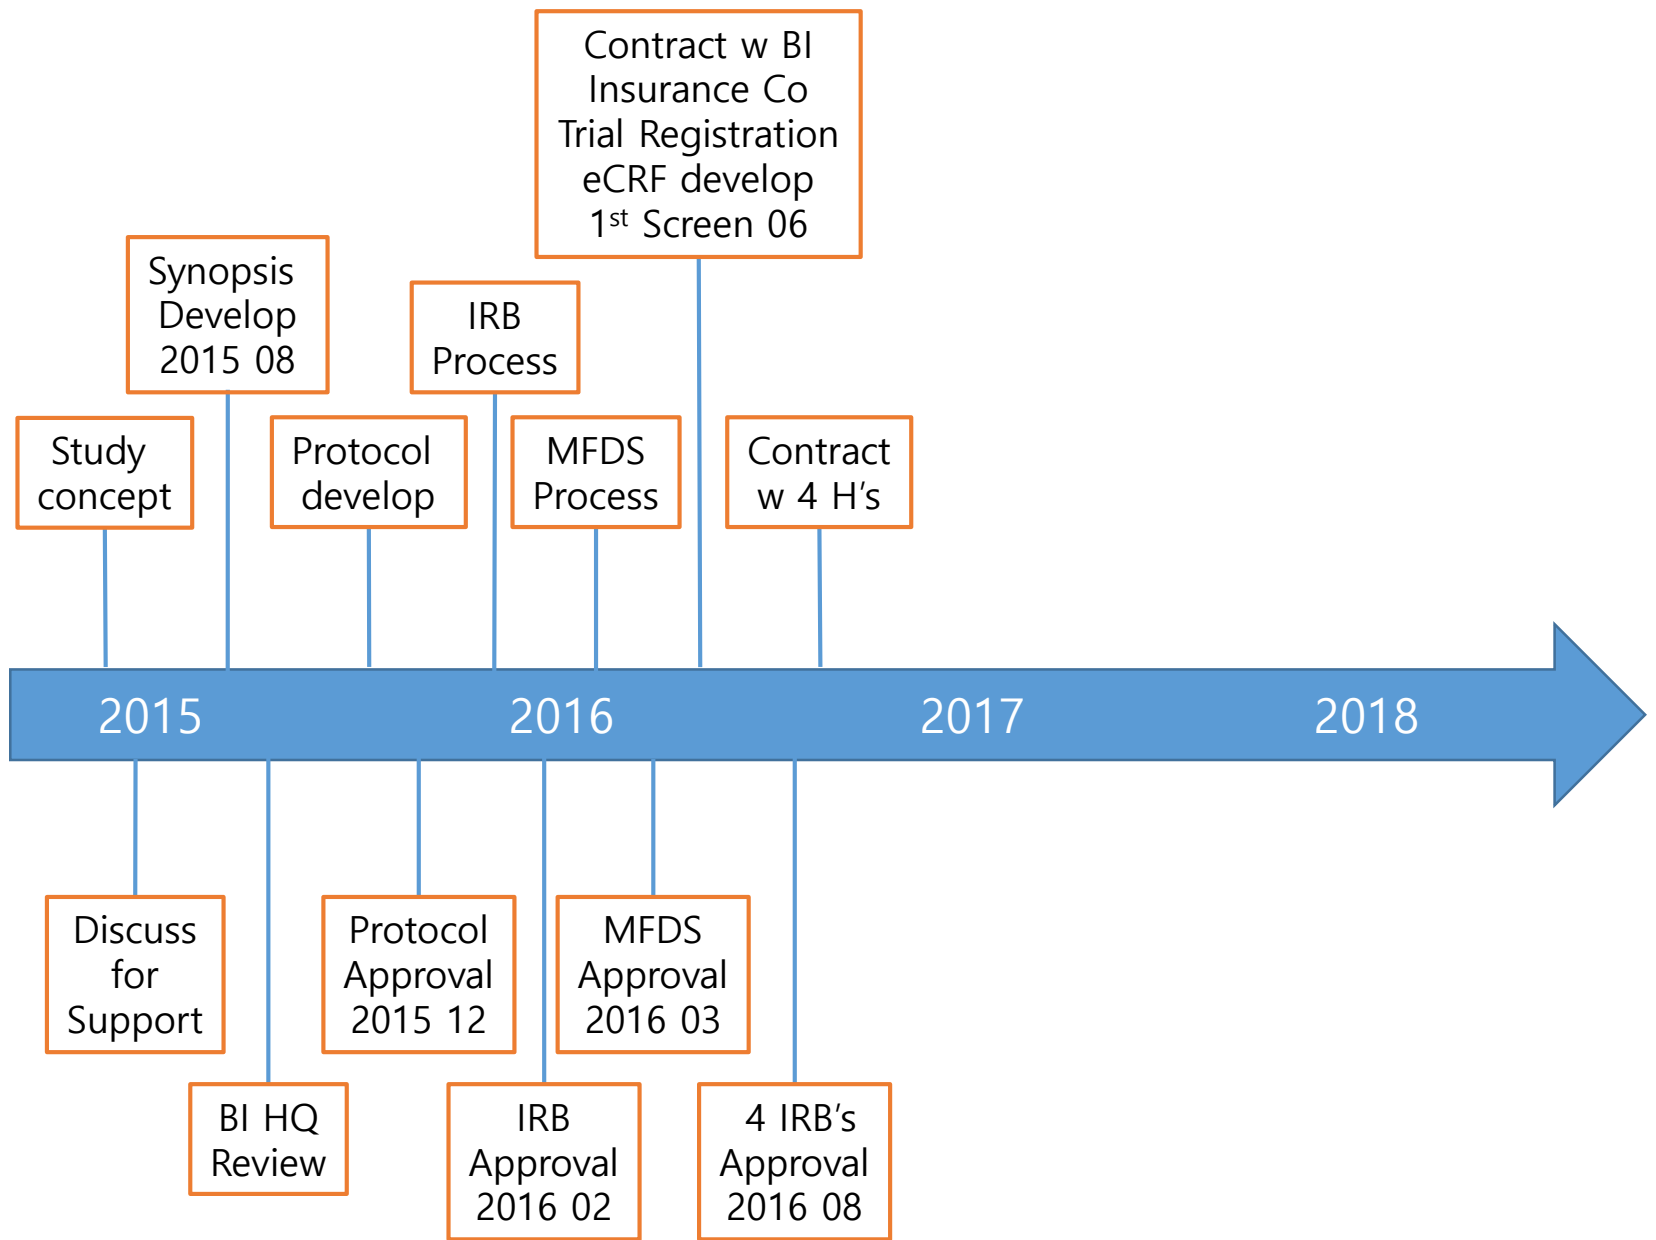 Contract w BI
Insurance Co
Trial Registration
eCRF develop
1st Screen 06
Synopsis
Develop
2015 08
IRB
Process
Study
concept
Protocol
develop
MFDS
Process
Contract
w 4 H’s
2015
2016
2017
2018
Discuss
for
Support
Protocol
Approval
2015 12
MFDS
Approval
2016 03
BI HQ
Review
IRB
Approval
2016 02
4 IRB’s
Approval
2016 08